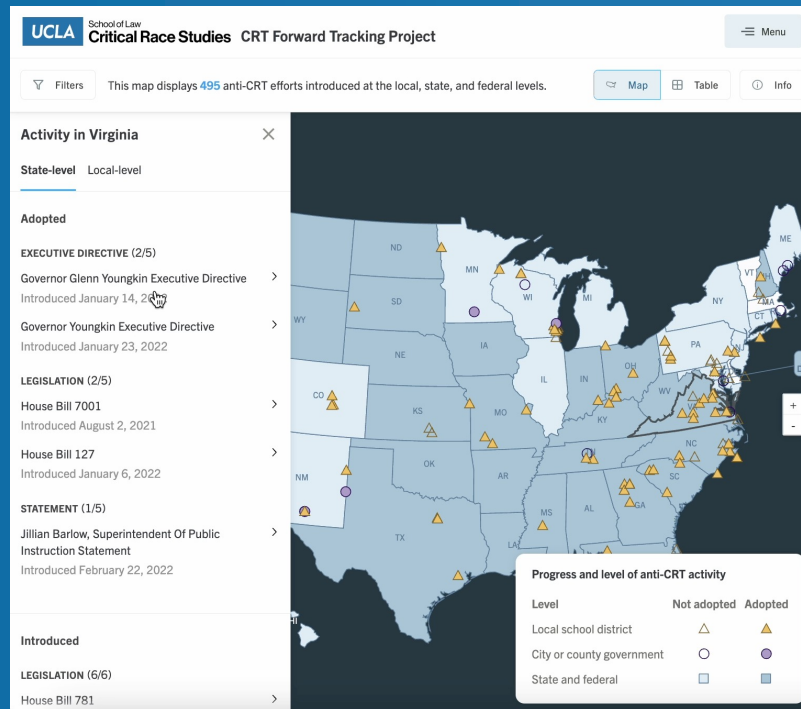 UCLA School of Law
Critical Race Studies CRT Forward Tracking Project
Menu
Filters
This map displays 495 anti-CRT efforts introduced at the local, state, and federal levels.
Map
Table
Info
Activity in Virginia
State-level Local-level
Adopted
EXECUTIVE DIRECTIVE (2/5)
Governor Glenn Youngkin Executive Directive
Introduced January 14,
Governor Youngkin Executive Directive
Introduced January 23, 2022
LEGISLATION (2/5)
House Bill 7001
Introduced August 2, 2021
House Bill 127
Introduced January 6, 2022
STATEMENT (1/5)
Jillian Barlow, Superintendent Of Public
Instruction Statement
Introduced February 22, 2022
Introduced
LEGISLATION (6/6)
House Bill 781
ND
MN
SD
WI
MI
WY
NE
IA
IL
IN
OH
PA
NY
VT
ME
MA
CT
NJ
CO
KS
MO
KY
WV
NC
NM
OK
AR
SC
TX
LA
MS
AL
GA
HI
+
-
Progress and level of anti-CRT activity
Level Not adopted Adopted
Local school district
City or county government
State and federal